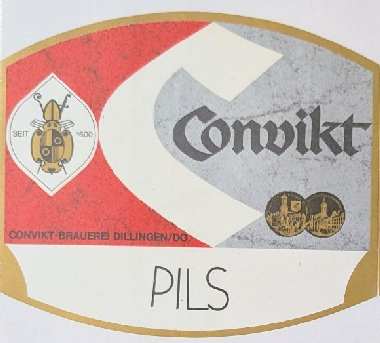 Convikt
SEIT 1600
CONVIKT-BRAUEREI DILLINGEN/DO.
PILS